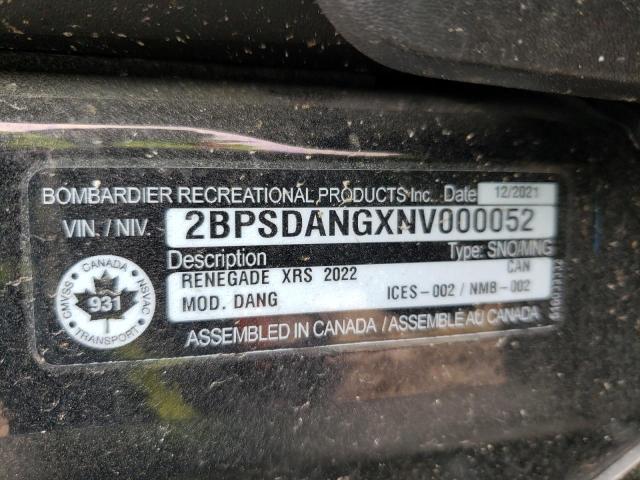 BOMBARDIER RECREATIONAL PRODUCTS Inc. Date 12/2021
VIN. / NIV. 2BPSDANGXNV000052
Description Type: SNO/MNG
RENEGADE XRS 2022 CAN
MOD. DANG ICES-002 / NMB-002
ASSEMBLED IN CANADA / ASSEMBLÉ AU CANADA
CANADA
CMVSS 931 NSVAC
TRANSPORT